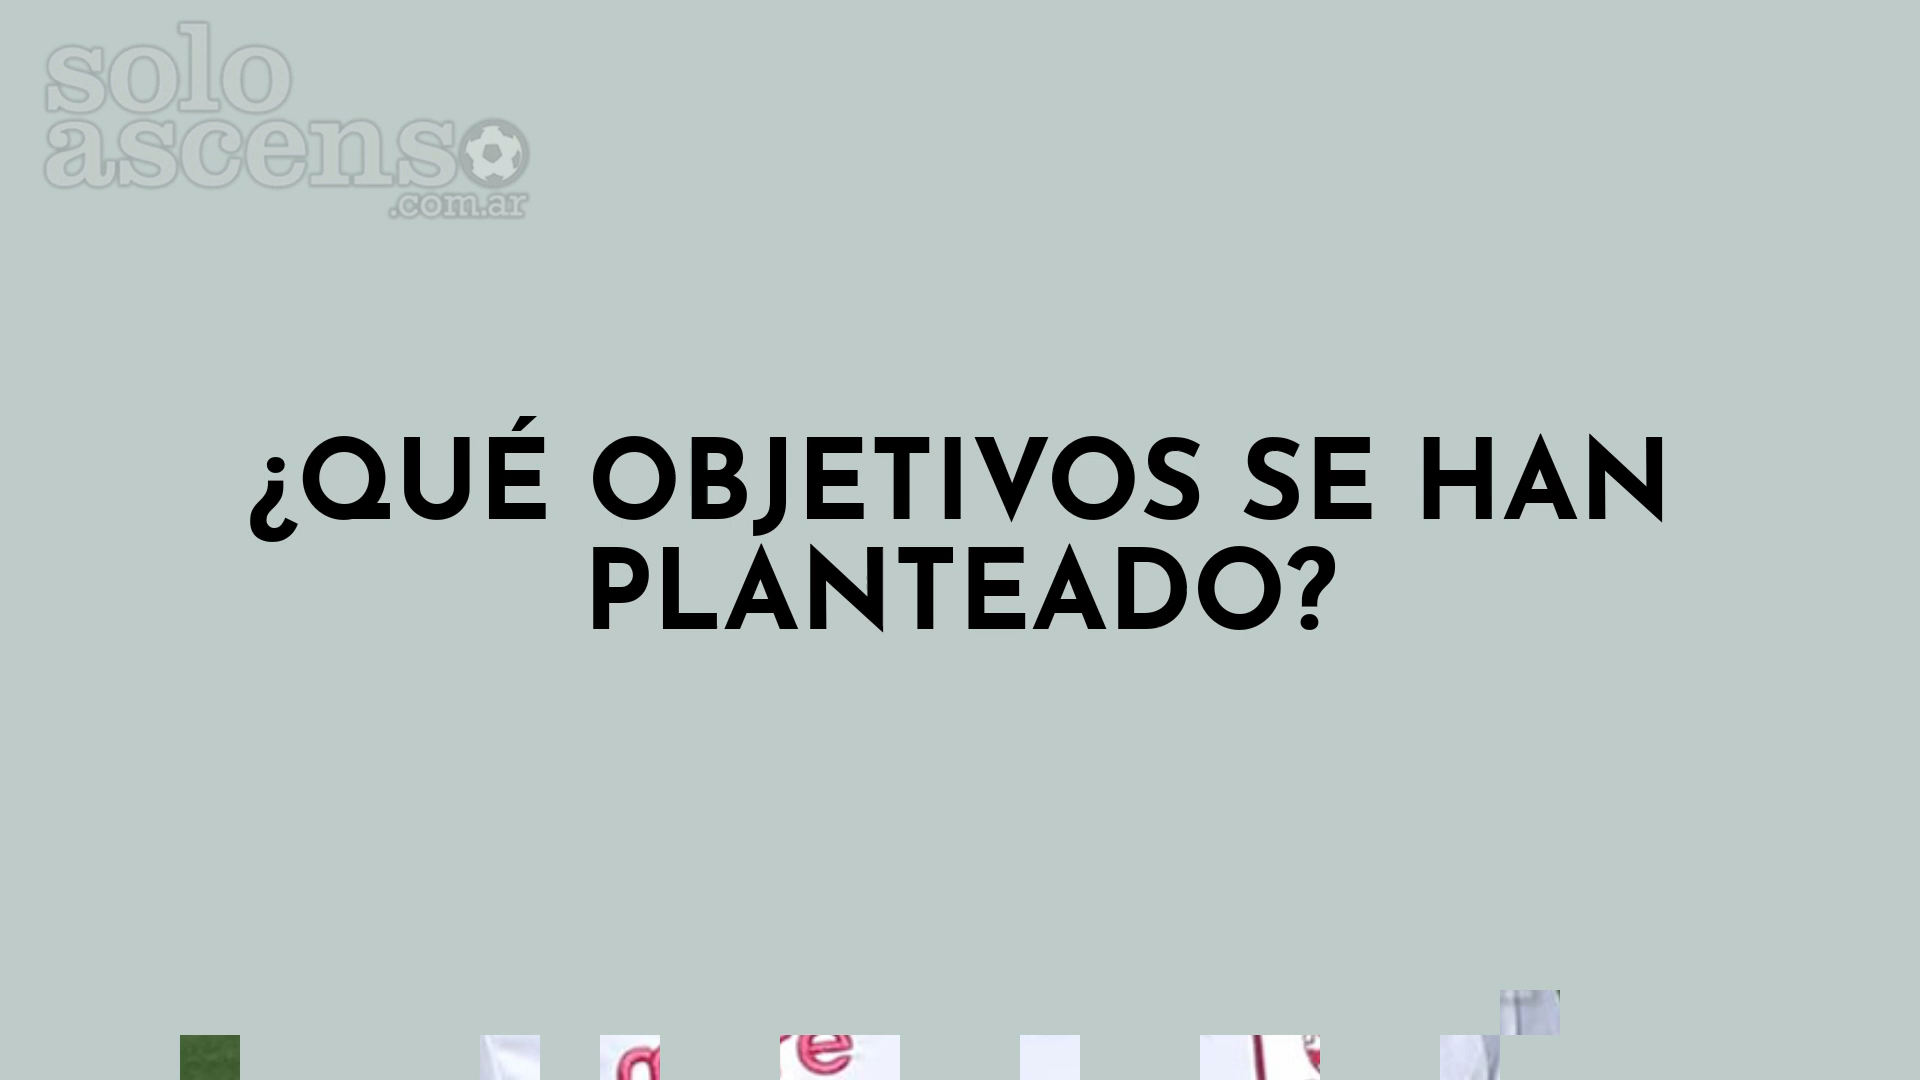 solo
ascenso
.com.ar
¿QUÉ OBJETIVOS SE HAN
PLANTEADO?
e